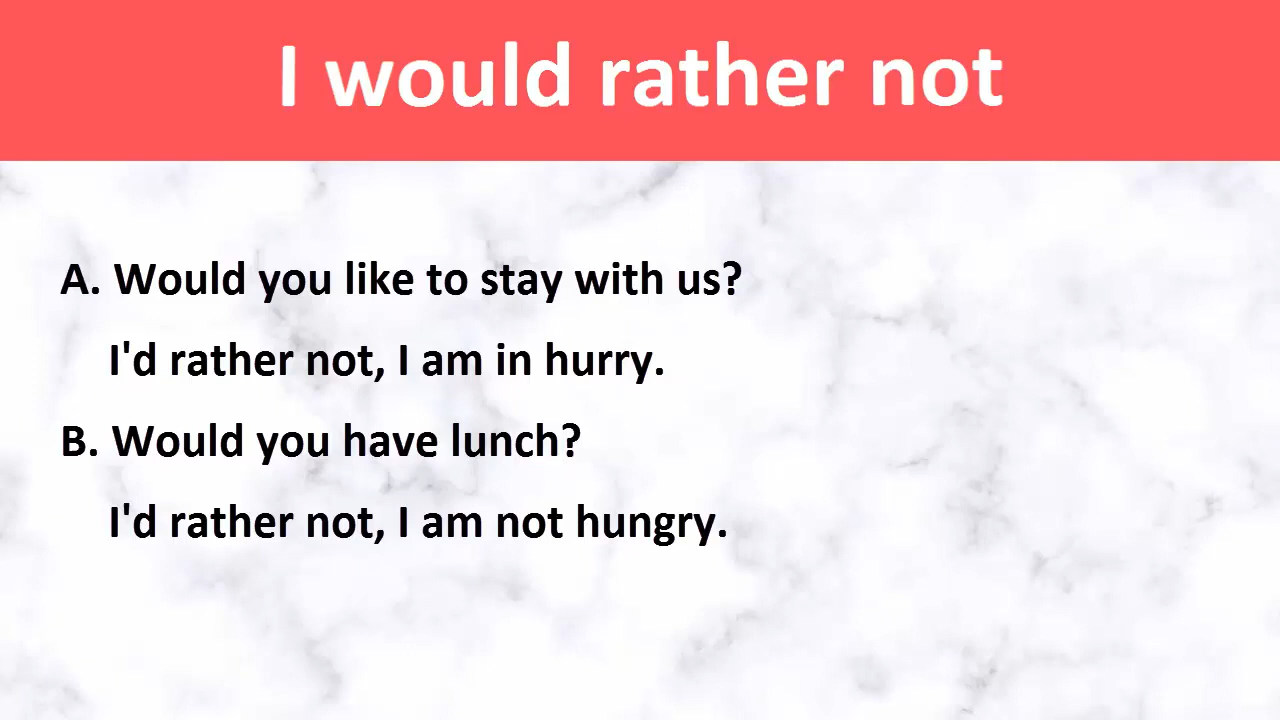 I would rather not
A. Would you like to stay with us?
I'd rather not, I am in hurry.
B. Would you have lunch?
I'd rather not, I am not hungry.